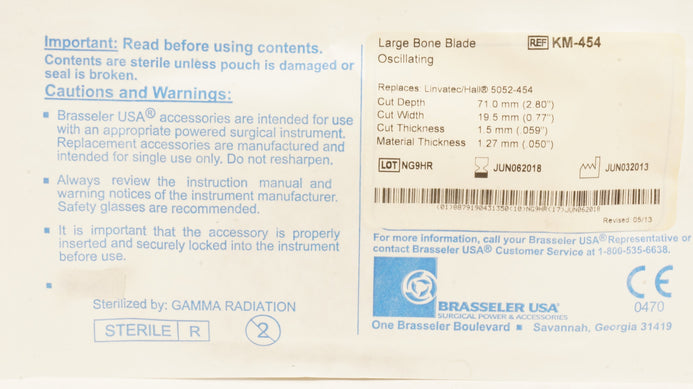 Important: Read before using contents.
Contents are sterile unless pouch is damaged or
seal is broken.
Cautions and Warnings:
▪ Brasseler USA® accessories are intended for use
with an appropriate powered surgical instrument.
Replacement accessories are manufactured and
intended for single use only. Do not resharpen.
▪ Always review the instruction manual and
warning notices of the instrument manufacturer.
Safety glasses are recommended.
▪ It is important that the accessory is properly
inserted and securely locked into the instrument
before use.
▪
Sterilized by: GAMMA RADIATION
STERILE R
2
Large Bone Blade REF KM-454
Oscillating
Replaces: Linvatec/Hall® 5052-454
Cut Depth 71.0 mm (2.80")
Cut Width 19.5 mm (0.77")
Cut Thickness 1.5 mm (.059")
Material Thickness 1.27 mm (.050")
LOT NG9HR JUN062018 JUN032013
(01)0079190431350(10)NG9HR(17)JUN062018
Revised 05/13
For more information, call your Brasseler USA® Representative or
contact Brasseler USA® Customer Service at 1-800-535-6638.
CE
0470
BRASSELER USA®
SURGICAL POWER & ACCESSORIES
One Brasseler Boulevard ▪ Savannah, Georgia 31419